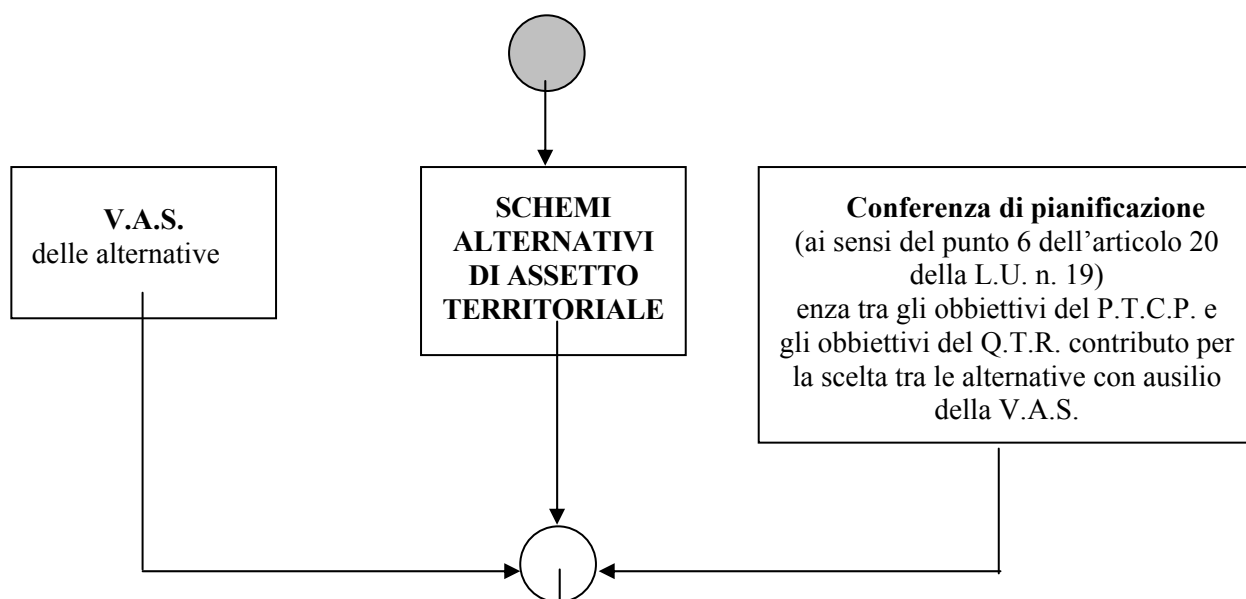 V.A.S.
delle alternative
SCHEMI
ALTERNATIVI
DI ASSETTO
TERRITORIALE
Conferenza di pianificazione
(ai sensi del punto 6 dell’articolo 20
della L.U. n. 19)
enza tra gli obbiettivi del P.T.C.P. e
gli obbiettivi del Q.T.R. contributo per
la scelta tra le alternative con ausilio
della V.A.S.